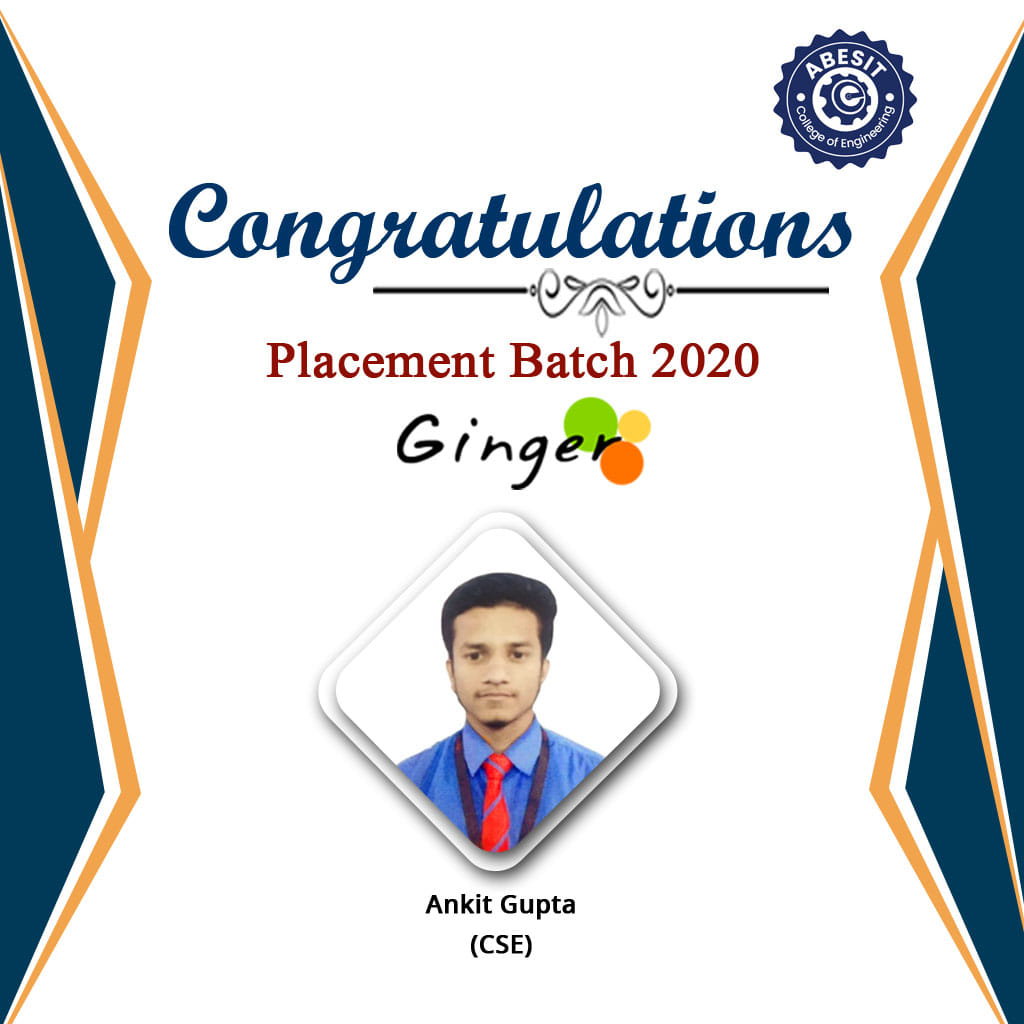 ABESIT
College of Engineering
Congratulations
Placement Batch 2020
Ginger
Ankit Gupta
(CSE)